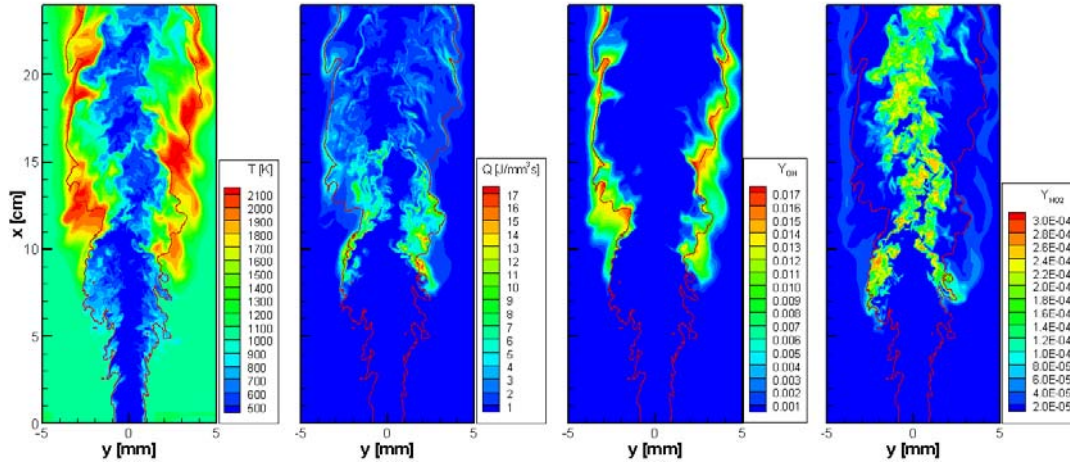 20
15
10
5
0
x [cm]
-5 0 5
y [mm]
T [K]
2100
2000
1900
1800
1700
1600
1500
1400
1300
1200
1100
1000
900
800
700
600
500
-5 0 5
y [mm]
Q [J/mm³s]
17
16
15
14
13
12
11
10
9
8
7
6
5
4
3
2
1
-5 0 5
y [mm]
Y_OH
0.017
0.016
0.015
0.014
0.013
0.012
0.011
0.010
0.009
0.008
0.007
0.006
0.005
0.004
0.003
0.002
0.001
-5 0 5
y [mm]
Y_HO2
3.0E-04
2.8E-04
2.6E-04
2.4E-04
2.2E-04
2.0E-04
1.8E-04
1.6E-04
1.4E-04
1.2E-04
1.0E-04
8.0E-05
6.0E-05
4.0E-05
2.0E-05